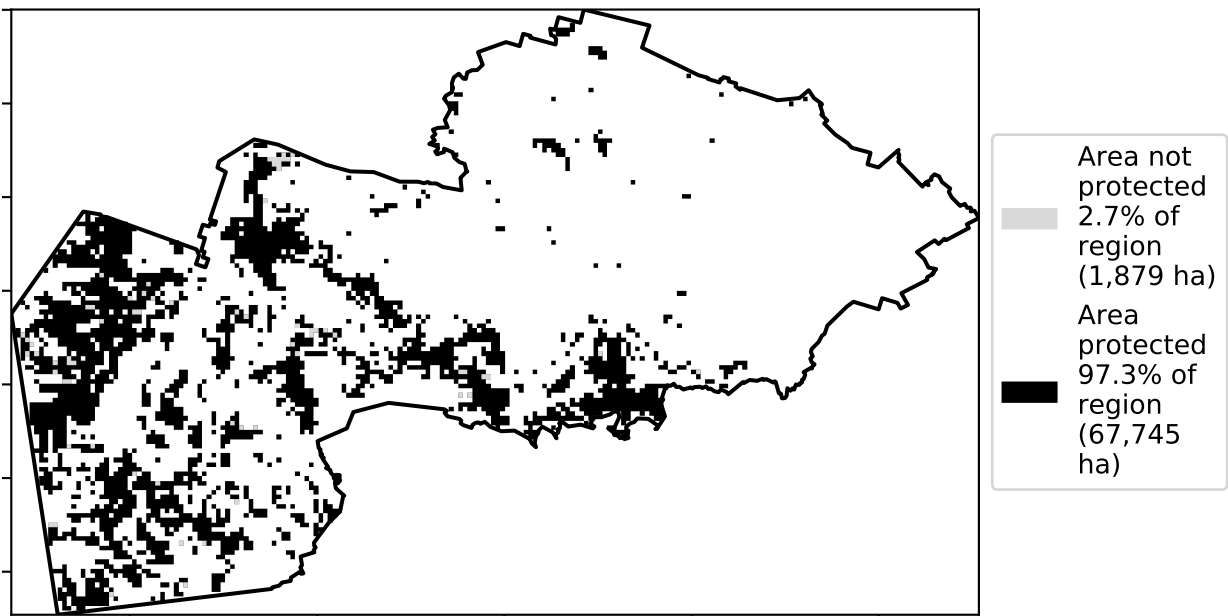 Area not
protected
2.7% of
region
(1,879 ha)
Area
protected
97.3% of
region
(67,745
ha)